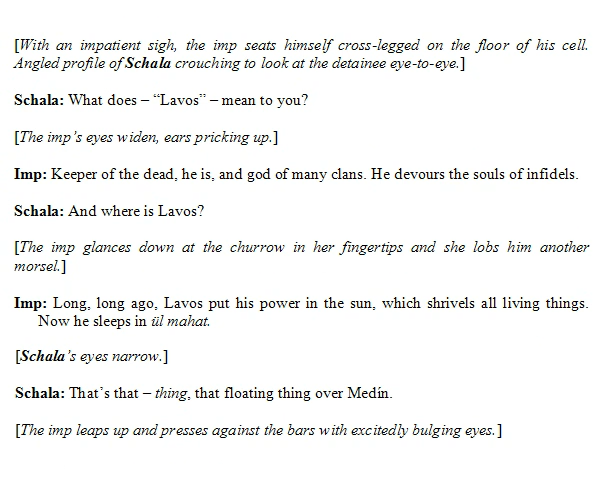 [With an impatient sigh, the imp seats himself cross-legged on the floor of his cell.
Angled profile of Schala crouching to look at the detainee eye-to-eye.]
Schala: What does – “Lavos” – mean to you?
[The imp’s eyes widen, ears pricking up.]
Imp: Keeper of the dead, he is, and god of many clans. He devours the souls of infidels.
Schala: And where is Lavos?
[The imp glances down at the churrow in her fingertips and she lobs him another
morsel.]
Imp: Long, long ago, Lavos put his power in the sun, which shrivels all living things.
Now he sleeps in ül mahat.
[Schala’s eyes narrow.]
Schala: That’s that – thing, that floating thing over Medín.
[The imp leaps up and presses against the bars with excitedly bulging eyes.]